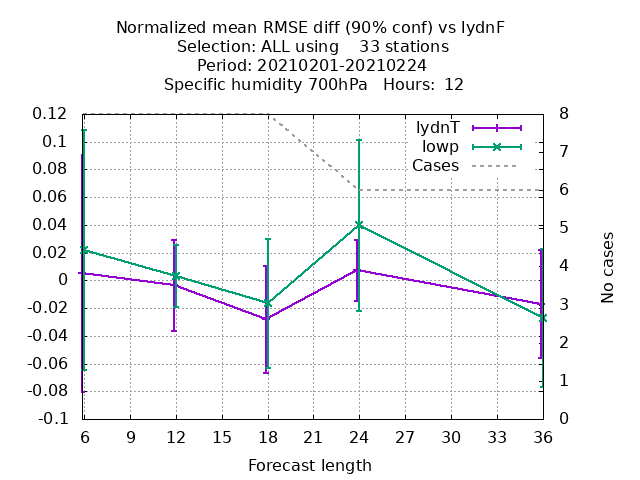 Normalized mean RMSE diff (90% conf) vs IydnF
Selection: ALL using    33 stations
Period: 20210201-20210224
Specific humidity 700hPa   Hours:  12
IydnT
Iowp
Cases
0.12
0.1
0.08
0.06
0.04
0.02
0
-0.02
-0.04
-0.06
-0.08
-0.1
8
7
6
5
4
3
2
1
0
No cases
6 9 12 15 18 21 24 27 30 33 36
Forecast length